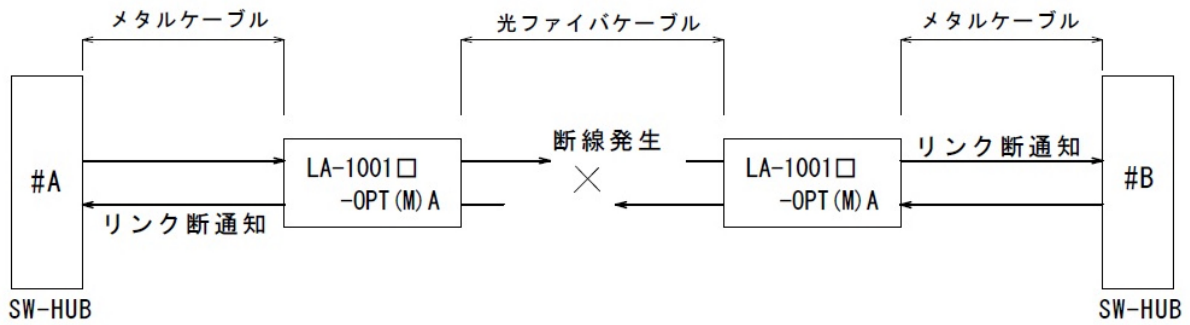 メタルケーブル
光ファイバケーブル
メタルケーブル
断線発生
リンク断通知
#A
LA-1001□
-OPT(M)A
LA-1001□
-OPT(M)A
#B
リンク断通知
SW-HUB
SW-HUB